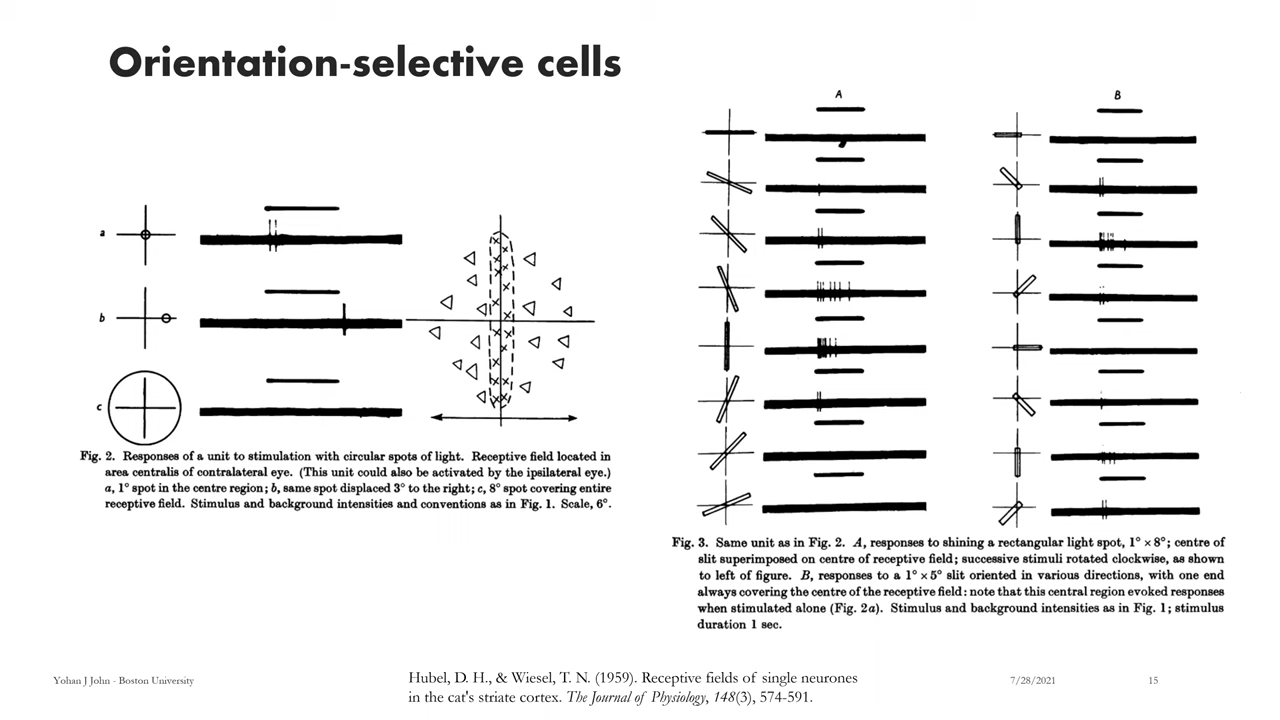 Orientation-selective cells
a
b
c
Fig. 2. Responses of a unit to stimulation with circular spots of light. Receptive field located in
area centralis of contralateral eye. (This unit could also be activated by the ipsilateral eye.)
a, 1° spot in the centre region; b, same spot displaced 3° to the right; c, 8° spot covering entire
receptive field. Stimulus and background intensities and conventions as in Fig. 1. Scale, 6°.
A
B
Fig. 3. Same unit as in Fig. 2. A, responses to shining a rectangular light spot, 1° × 8°; centre of
slit superimposed on centre of receptive field; successive stimuli rotated clockwise, as shown
to left of figure. B, responses to a 1° × 5° slit oriented in various directions, with one end
always covering the centre of the receptive field: note that this central region evoked responses
when stimulated alone (Fig. 2a). Stimulus and background intensities as in Fig. 1; stimulus
duration 1 sec.
Yohan J John - Boston University
Hubel, D. H., & Wiesel, T. N. (1959). Receptive fields of single neurones
in the cat's striate cortex. The Journal of Physiology, 148(3), 574-591.
7/28/2021
15